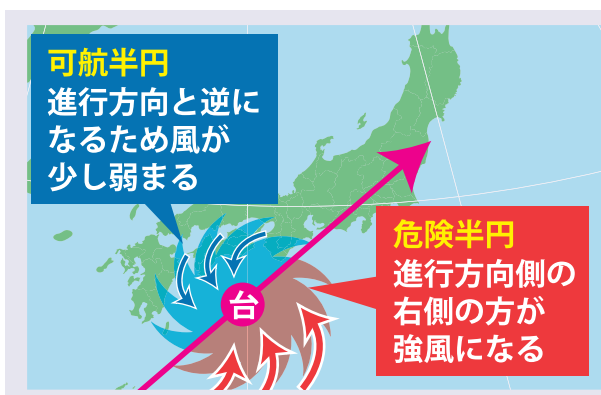 可航半円
進行方向と逆に
なるため風が
少し弱まる
台
危険半円
進行方向側の
右側の方が
強風になる